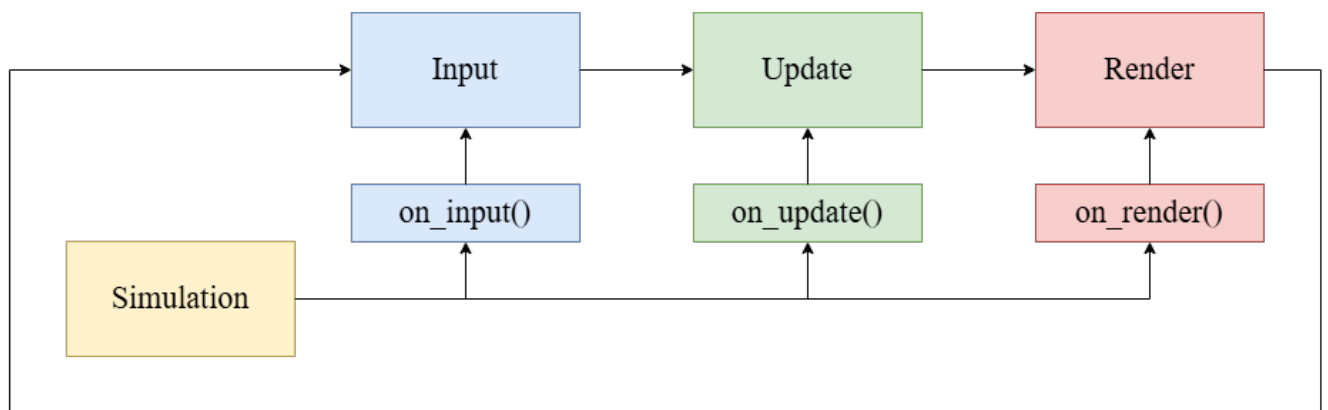 Input
Update
Render
on_input()
on_update()
on_render()
Simulation